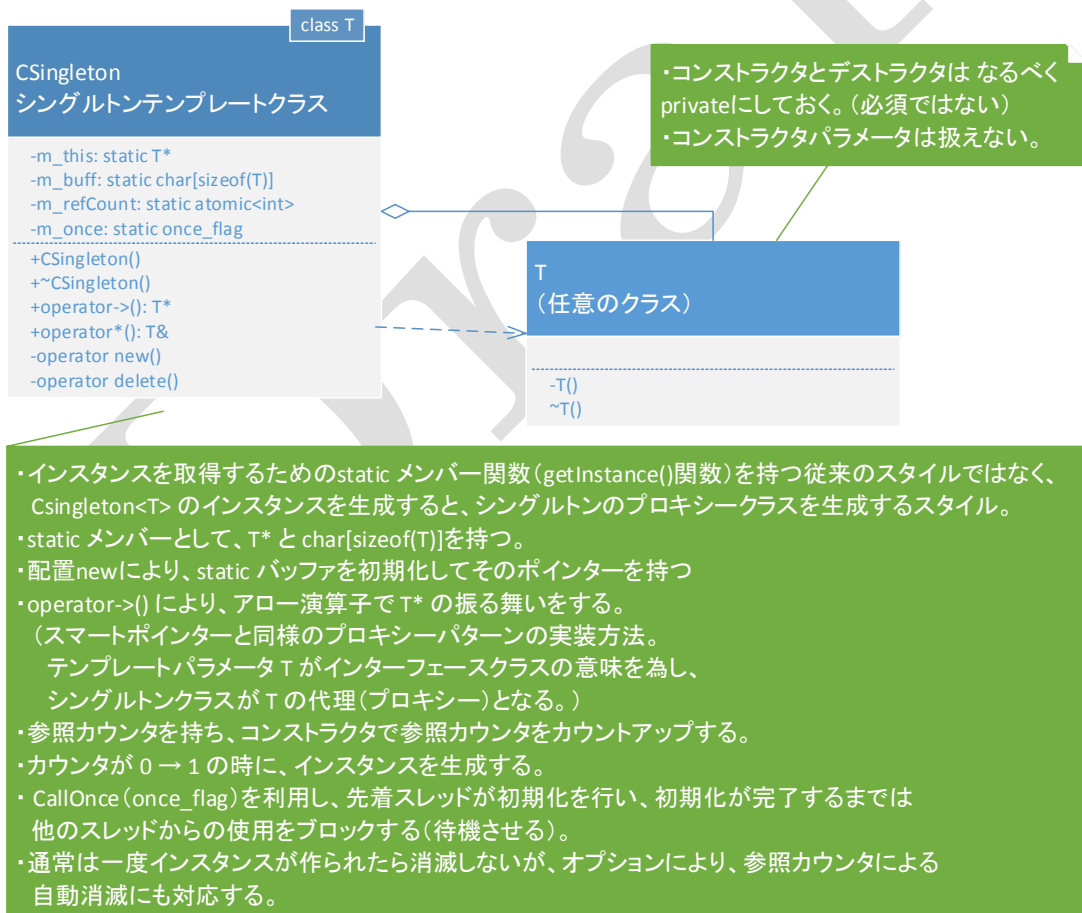 class T
CSingleton
シングルトンテンプレートクラス
-m_this: static T*
-m_buff: static char[sizeof(T)]
-m_refCount: static atomic<int>
-m_once: static once_flag
+CSingleton()
+~CSingleton()
+operator->(): T*
+operator*(): T&
-operator new()
-operator delete()
・コンストラクタとデストラクタは なるべく
privateにしておく。（必須ではない）
・コンストラクタパラメータは扱えない。
T
（任意のクラス）
-T()
~T()
・インスタンスを取得するためのstatic メンバー関数（getInstance()関数）を持つ従来のスタイルではなく、
Csingleton<T> のインスタンスを生成すると、シングルトンのプロキシークラスを生成するスタイル。
・static メンバーとして、T* と char[sizeof(T)]を持つ。
・配置newにより、static バッファを初期化してそのポインターを持つ
・operator->() により、アロー演算子で T* の振る舞いをする。
（スマートポインターと同様のプロキシーパターンの実装方法。
テンプレートパラメータ T がインターフェースクラスの意味を為し、
シングルトンクラスが T の代理（プロキシー）となる。）
・参照カウンタを持ち、コンストラクタで参照カウンタをカウントアップする。
・カウンタが 0 → 1 の時に、インスタンスを生成する。
・ CallOnce（once_flag）を利用し、先着スレッドが初期化を行い、初期化が完了するまでは
他のスレッドからの使用をブロックする（待機させる）。
・通常は一度インスタンスが作られたら消滅しないが、オプションにより、参照カウンタによる
自動消滅にも対応する。